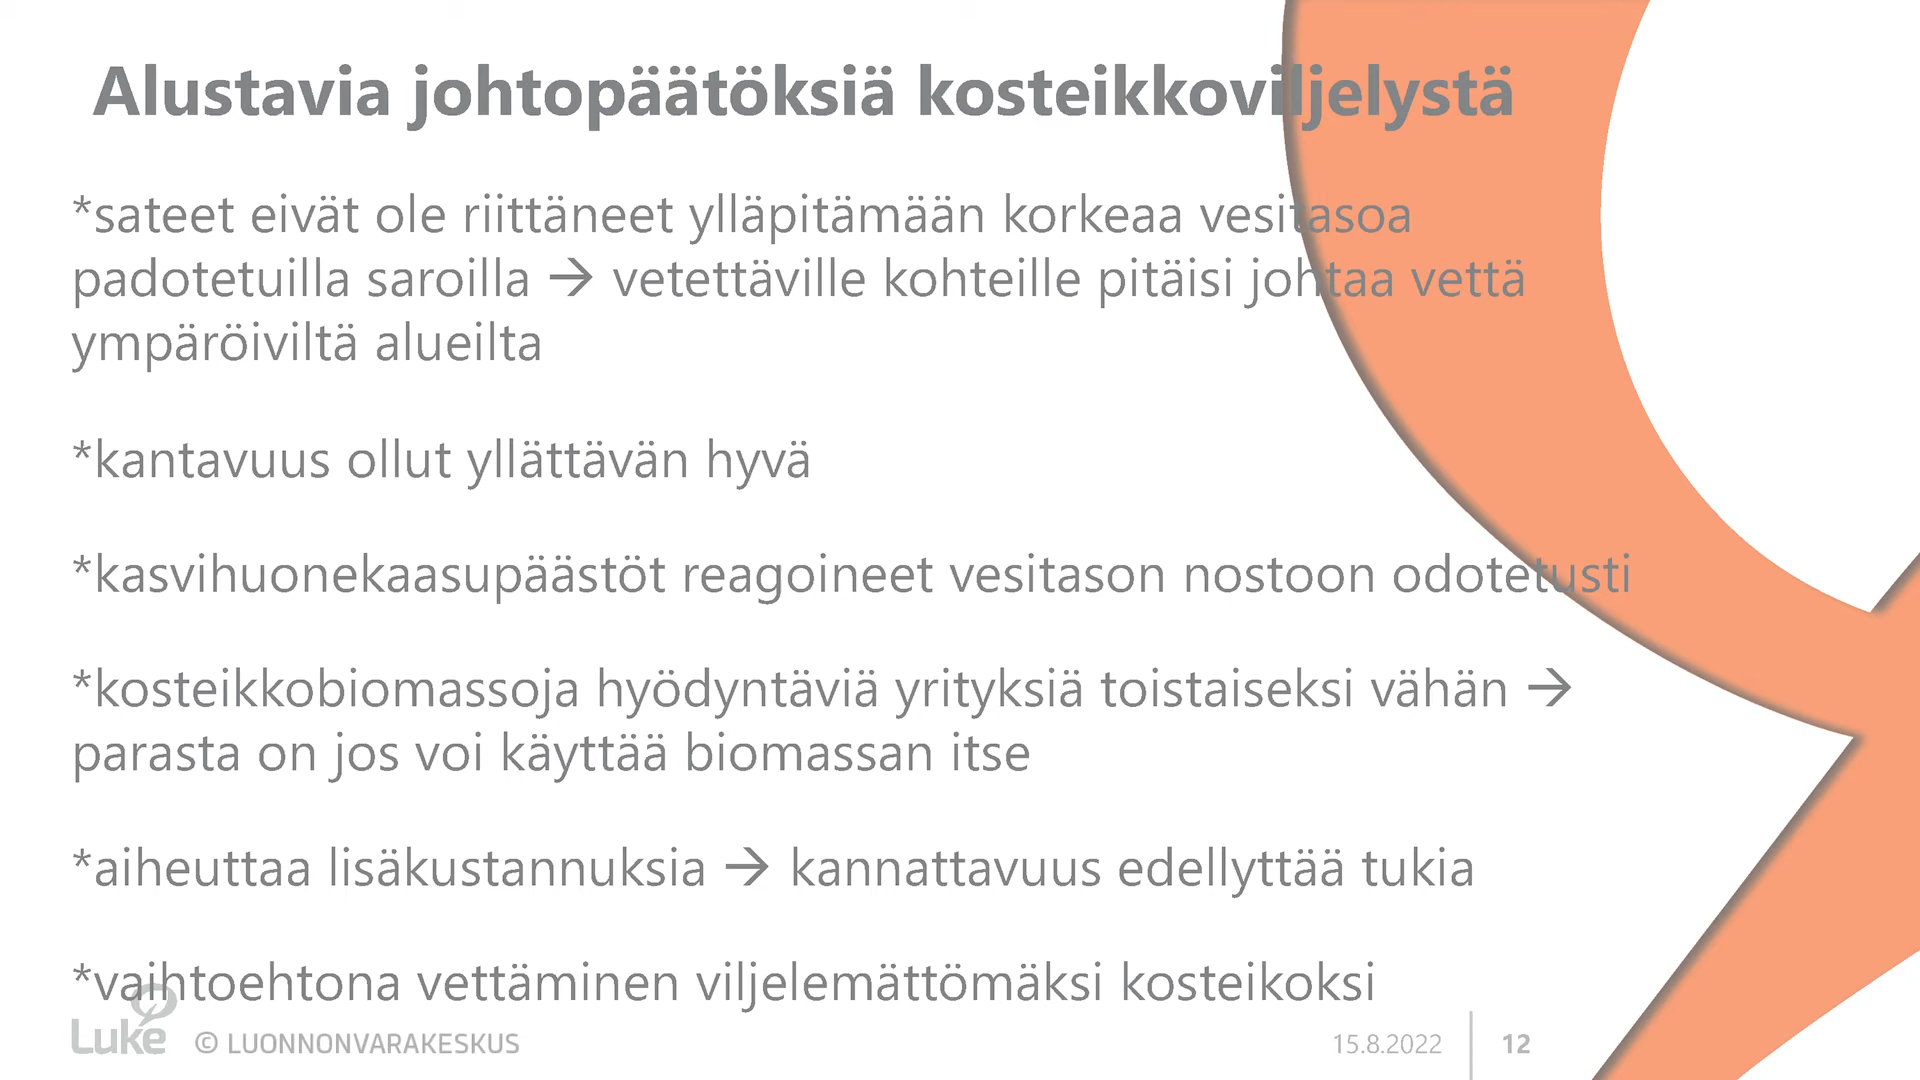 Alustavia johtopäätöksiä kosteikkoviljelystä
*sateet eivät ole riittäneet ylläpitämään korkeaa vesitasoa
padotetuilla saroilla → vetettäville kohteille pitäisi johtaa vettä
ympäröiviltä alueilta
*kantavuus ollut yllättävän hyvä
*kasvihuonekaasupäästöt reagoineet vesitason nostoon odotetusti
*kosteikkobiomassoja hyödyntäviä yrityksiä toistaiseksi vähän →
parasta on jos voi käyttää biomassan itse
*aiheuttaa lisäkustannuksia → kannattavuus edellyttää tukia
*vaihtoehtona vettäminen viljelemättömäksi kosteikoksi
Luke © LUONNONVARAKESKUS
15.8.2022 12